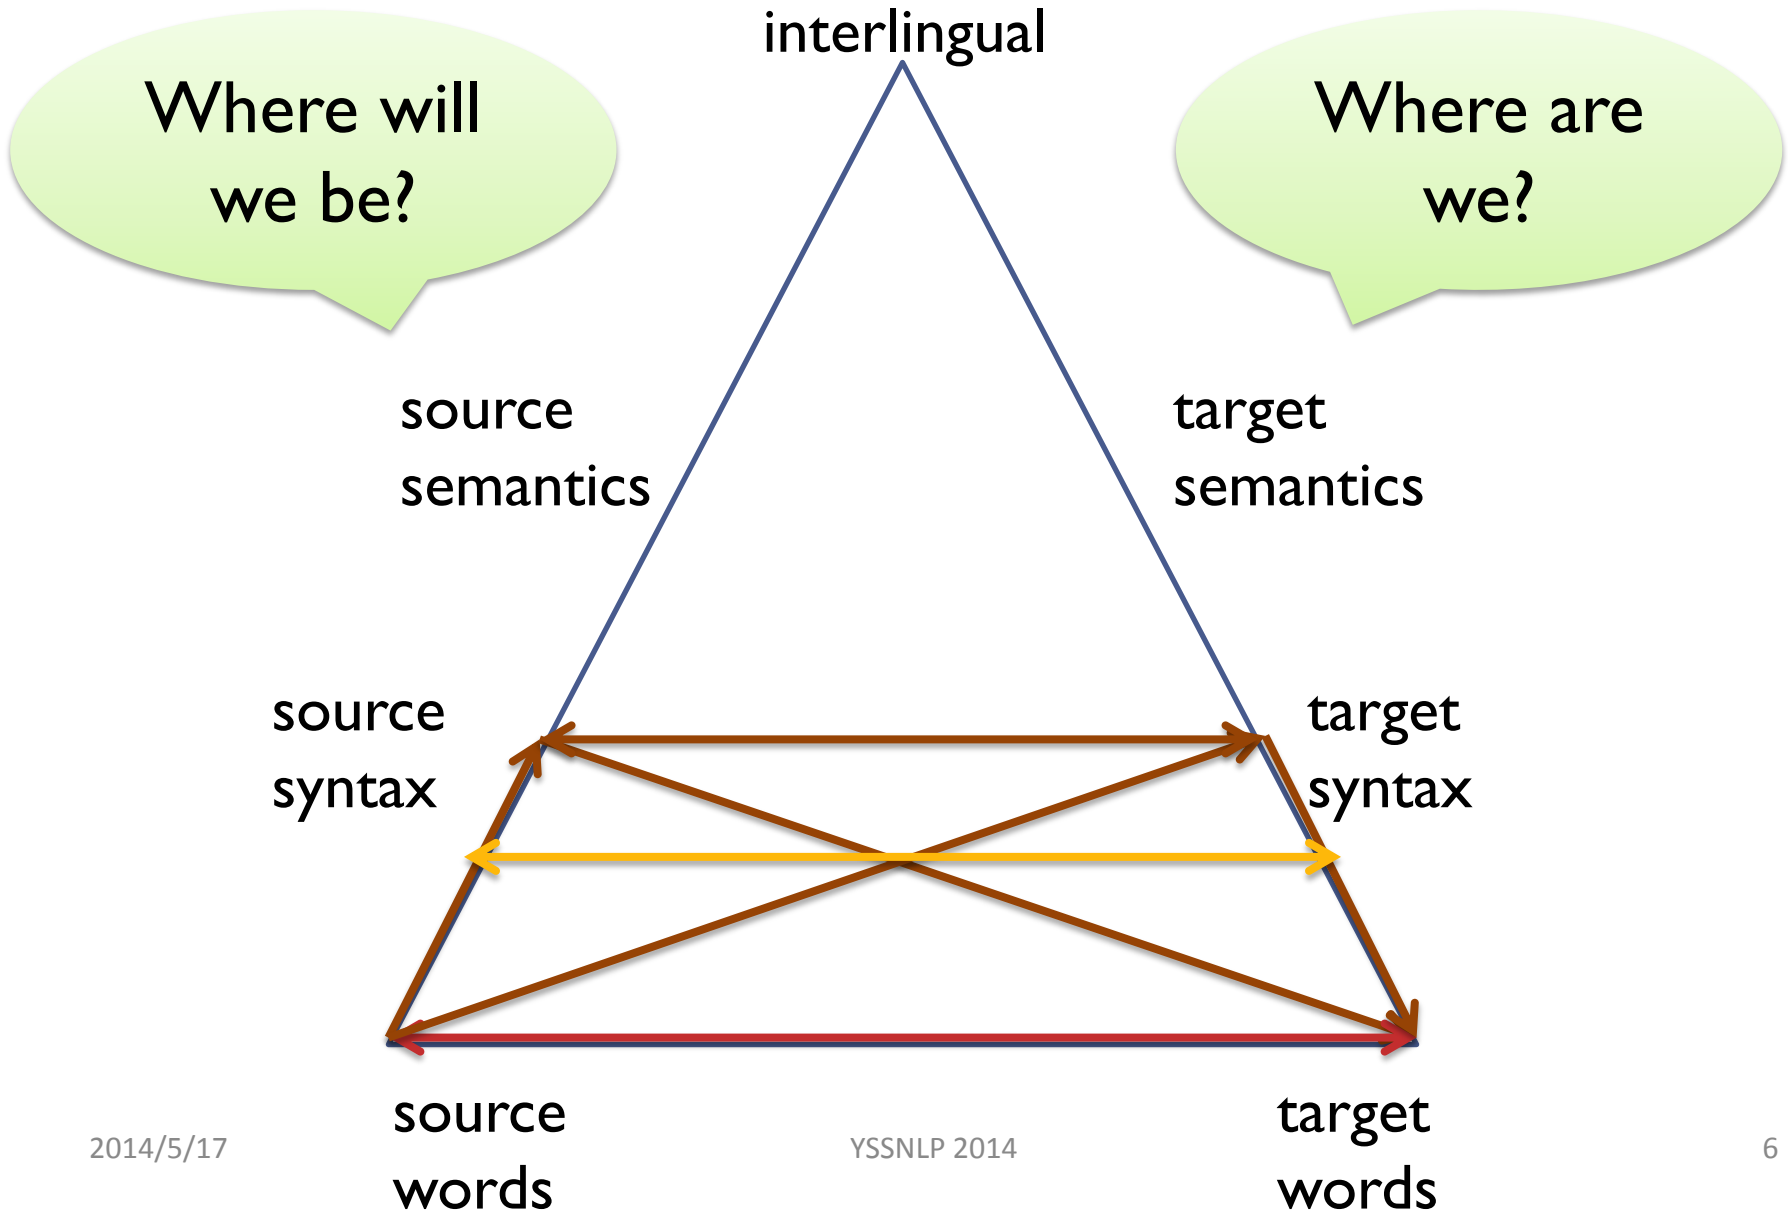 interlingual
Where will
we be?
Where are
we?
source
semantics
target
semantics
source
syntax
target
syntax
source
words
target
words
2014/5/17
YSSNLP 2014
6